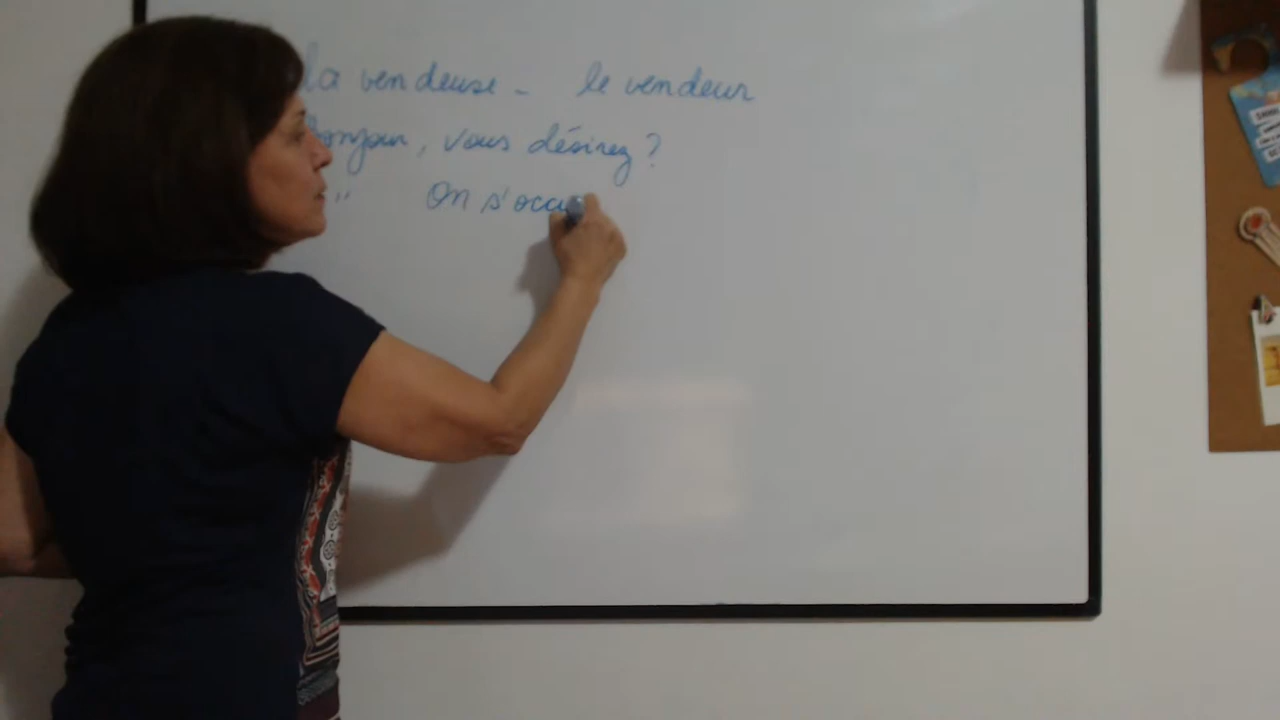 la vendeuse - le vendeur
Bonjour, vous désirez ?
" On s'occu